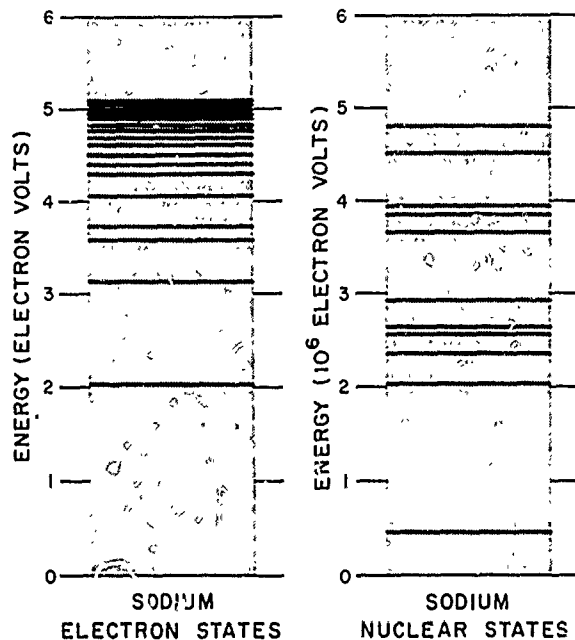 ENERGY (ELECTRON VOLTS)
6
5
4
3
2
1
0
SODIUM
ELECTRON STATES
ENERGY (10⁶ ELECTRON VOLTS)
6
5
4
3
2
1
0
SODIUM
NUCLEAR STATES